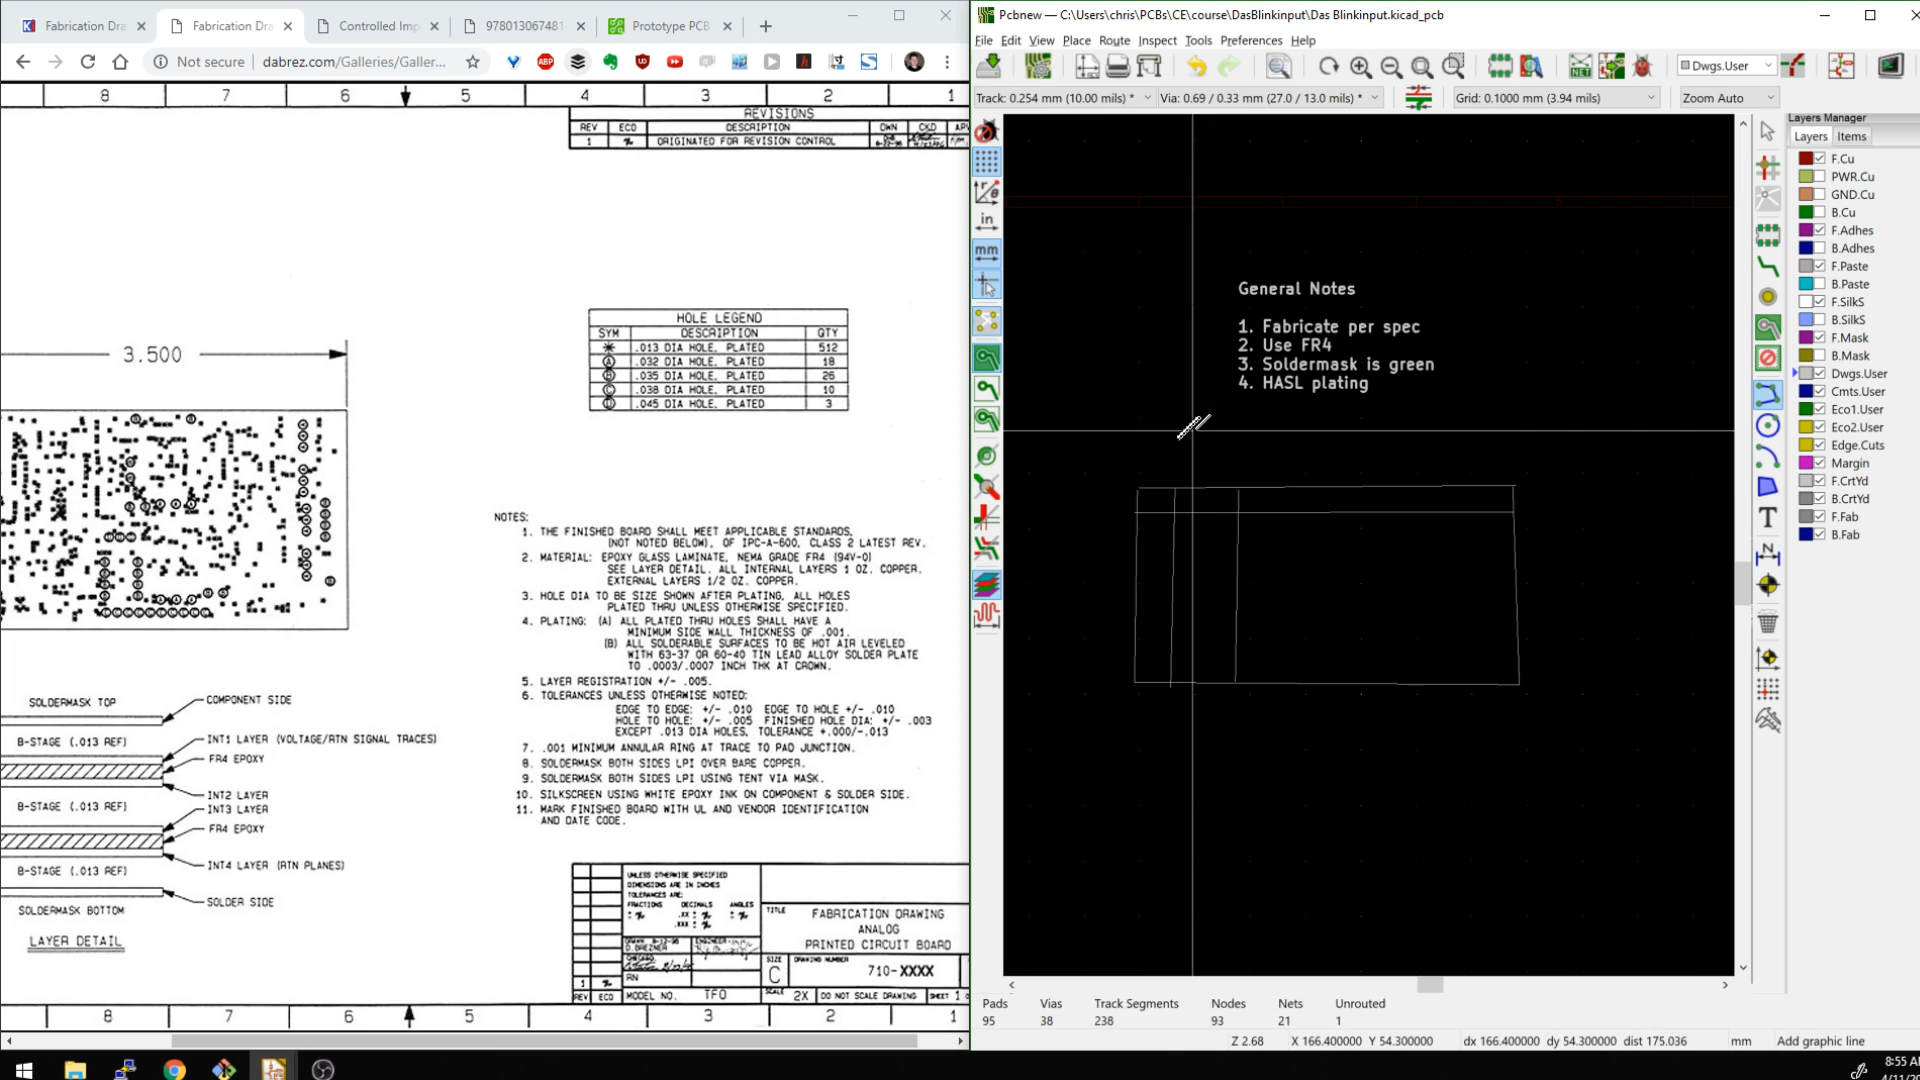 Fabrication Dra
Fabrication Dra
Controlled Imp
978013067481
Prototype PCB
Not secure
dabrez.com/Galleries/Galler...
8 7 6 5 4 3 2 1
REVISIONS
REV ECO DESCRIPTION DWN CKD
1 ORIGINATED FOR REVISION CONTROL
3.500
HOLE LEGEND
SYM DESCRIPTION QTY
.013 DIA HOLE, PLATED 512
A .032 DIA HOLE, PLATED 18
B .035 DIA HOLE, PLATED 26
C .038 DIA HOLE, PLATED 10
D .045 DIA HOLE, PLATED 3
NOTES:
1. THE FINISHED BOARD SHALL MEET APPLICABLE STANDARDS,
(NOT NOTED BELOW), OF IPC-A-600, CLASS 2 LATEST REV.
2. MATERIAL: EPOXY GLASS LAMINATE, NEMA GRADE FR4 (94V-0)
SEE LAYER DETAIL. ALL INTERNAL LAYERS 1 OZ. COPPER.
EXTERNAL LAYERS 1/2 OZ. COPPER.
3. HOLE DIA TO BE SIZE SHOWN AFTER PLATING, ALL HOLES
PLATED THRU UNLESS OTHERWISE SPECIFIED.
4. PLATING: (A) ALL PLATED THRU HOLES SHALL HAVE A
MINIMUM SIDE WALL THICKNESS OF .001.
(B) ALL SOLDERABLE SURFACES TO BE HOT AIR LEVELED
WITH 63-37 OR 60-40 TIN LEAD ALLOY SOLDER PLATE
TO .0003/.0007 INCH THK AT CROWN.
5. LAYER REGISTRATION +/- .005.
6. TOLERANCES UNLESS OTHERWISE NOTED:
EDGE TO EDGE: +/- .010 EDGE TO HOLE +/- .010
HOLE TO HOLE: +/- .005 FINISHED HOLE DIA: +/- .003
EXCEPT .013 DIA HOLES, TOLERANCE +.000/-.013
7. .001 MINIMUM ANNULAR RING AT TRACE TO PAD JUNCTION.
8. SOLDERMASK BOTH SIDES LPI OVER BARE COPPER.
9. SOLDERMASK BOTH SIDES LPI USING TENT VIA MASK.
10. SILKSCREEN USING WHITE EPOXY INK ON COMPONENT & SOLDER SIDE.
11. MARK FINISHED BOARD WITH UL AND VENDOR IDENTIFICATION
AND DATE CODE.
SOLDERMASK TOP
COMPONENT SIDE
B-STAGE (.013 REF)
INT1 LAYER (VOLTAGE/RTN SIGNAL TRACES)
FR4 EPOXY
INT2 LAYER
B-STAGE (.013 REF)
INT3 LAYER
FR4 EPOXY
INT4 LAYER (RTN PLANES)
B-STAGE (.013 REF)
SOLDER SIDE
SOLDERMASK BOTTOM
LAYER DETAIL
UNLESS OTHERWISE SPECIFIED
DIMENSIONS ARE IN INCHES
TOLERANCES ARE:
FRACTIONS DECIMALS ANGLES
TITLE
FABRICATION DRAWING
ANALOG
PRINTED CIRCUIT BOARD
SIZE
C
DRAWING NUMBER
710-XXXX
RN
1
REV ECO
MODEL NO. TFO
SCALE 2X
DO NOT SCALE DRAWING
SHEET 1
8 7 6 5 4 3 2 1
Pcbnew — C:\Users\chris\PCBs\CE\course\DasBlinkinput\Das Blinkinput.kicad_pcb
File Edit View Place Route Inspect Tools Preferences Help
Dwgs.User
Track: 0.254 mm (10.00 mils) *
Via: 0.69 / 0.33 mm (27.0 / 13.0 mils) *
Grid: 0.1000 mm (3.94 mils)
Zoom Auto
in
mm
General Notes
1. Fabricate per spec
2. Use FR4
3. Soldermask is green
4. HASL plating
Layers Manager
Layers Items
F.Cu
PWR.Cu
GND.Cu
B.Cu
F.Adhes
B.Adhes
F.Paste
B.Paste
F.SilkS
B.SilkS
F.Mask
B.Mask
Dwgs.User
Cmts.User
Eco1.User
Eco2.User
Edge.Cuts
Margin
F.CrtYd
B.CrtYd
F.Fab
B.Fab
Pads Vias Track Segments Nodes Nets Unrouted
95 38 238 93 21 1
Z 2.68 X 166.400000 Y 54.300000 dx 166.400000 dy 54.300000 dist 175.036 mm Add graphic line
8:55 AM